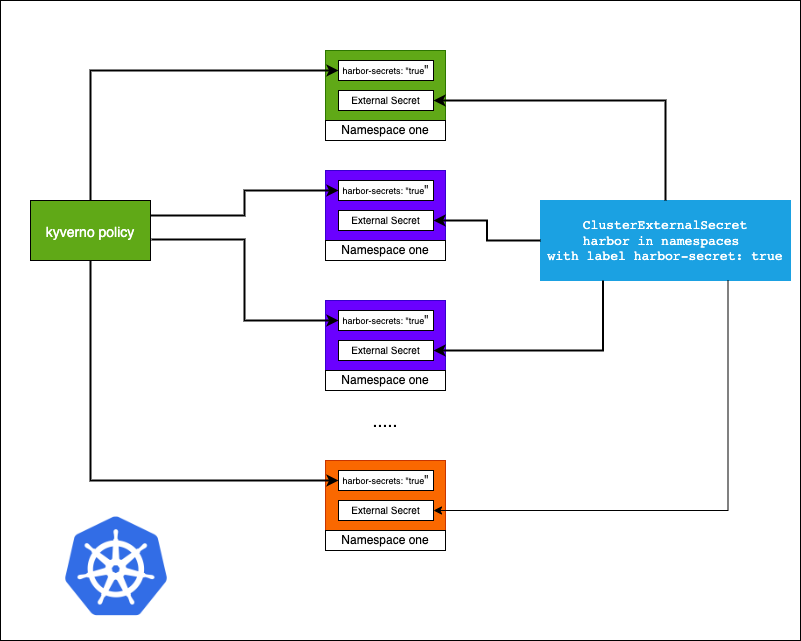 harbor-secrets: "true"
External Secret
Namespace one
harbor-secrets: "true"
External Secret
Namespace one
kyverno policy
ClusterExternalSecret
harbor in namespaces
with label harbor-secret: true
harbor-secrets: "true"
External Secret
Namespace one
.....
harbor-secrets: "true"
External Secret
Namespace one